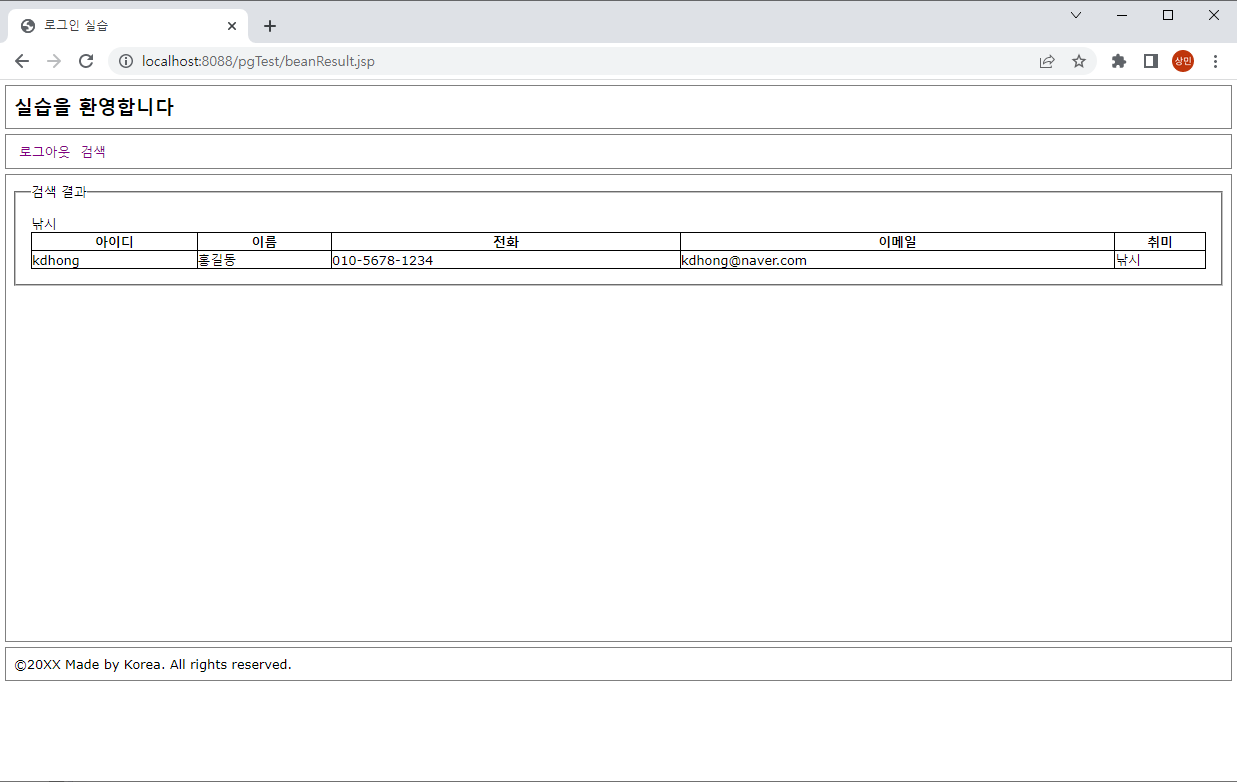 로그인 실습
localhost:8088/pgTest/beanResult.jsp
상민
실습을 환영합니다
로그아웃 검색
검색 결과
낚시
아이디 이름 전화 이메일 취미
kdhong 홍길동 010-5678-1234 kdhong@naver.com 낚시
©20XX Made by Korea. All rights reserved.